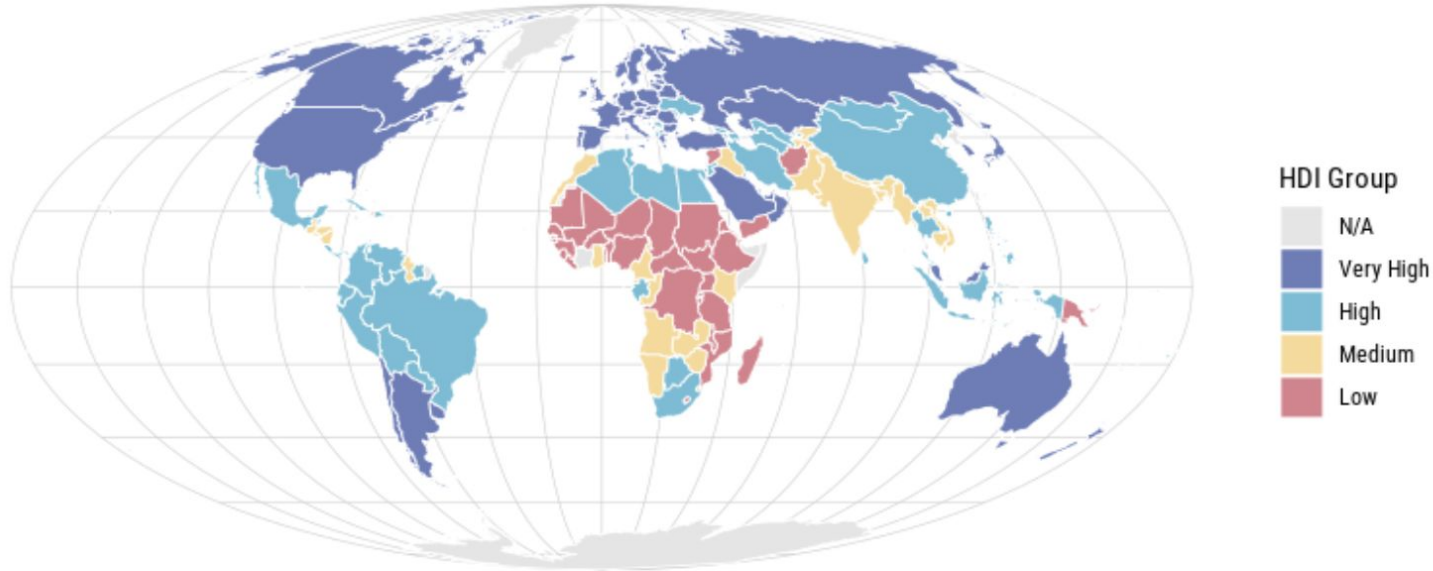 HDI Group
N/A
Very High
High
Medium
Low